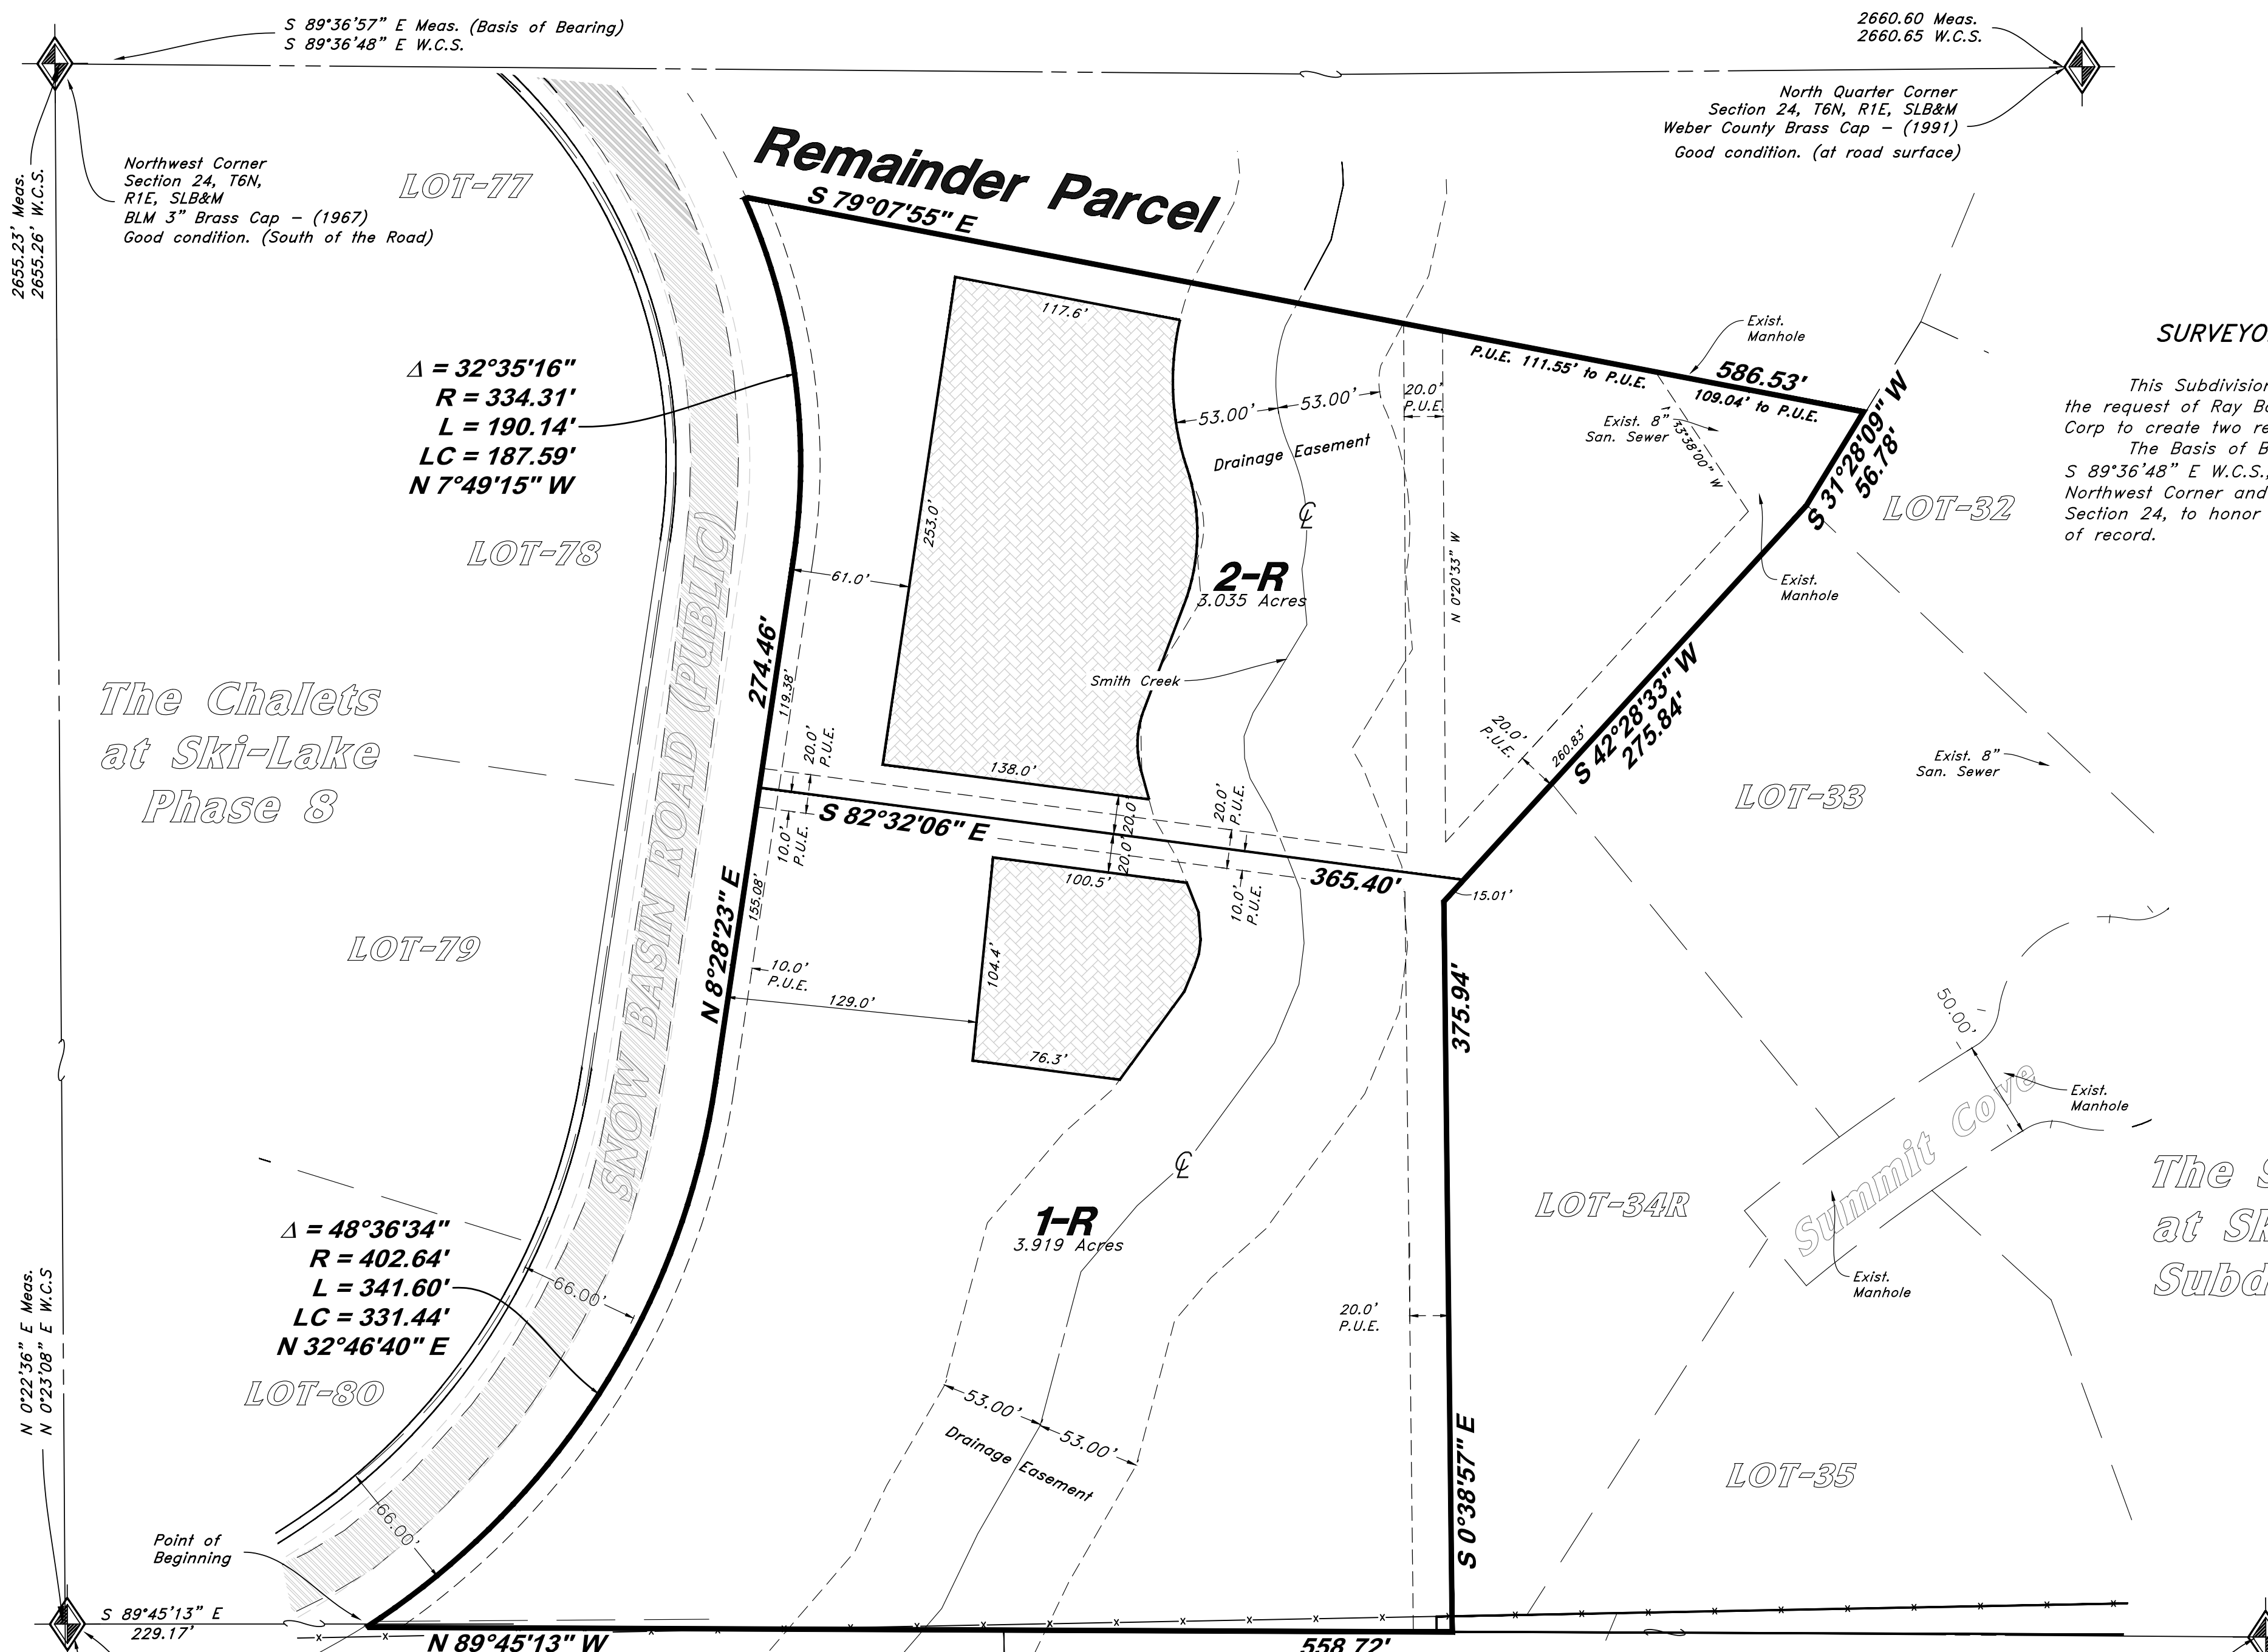 S 89°36'57" E Meas. (Basis of Bearing)
S 89°36'48" E W.C.S.
2660.60 Meas.
2660.65 W.C.S.
North Quarter Corner
Section 24, T6N, R1E, SLB&M
Weber County Brass Cap - (1991)
Good condition. (at road surface)
2655.23' Meas.
2655.26' W.C.S.
Northwest Corner
Section 24, T6N,
R1E, SLB&M
BLM 3" Brass Cap - (1967)
Good condition. (South of the Road)
LOT-77
Remainder Parcel
S 79°07'55" E
117.6'
Exist.
Manhole
P.U.E. 111.55' to P.U.E.
586.53'
109.04' to P.U.E.
SURVEYO
This Subdivision
the request of Ray Ba
Corp to create two re
The Basis of B
S 89°36'48" E W.C.S.,
Northwest Corner and
Section 24, to honor
of record.
Δ = 32°35'16"
R = 334.31'
L = 190.14'
LC = 187.59'
N 7°49'15" W
53.00'
53.00'
Drainage Easement
20.0'
P.U.E.
Exist. 8"
San. Sewer
33°38'00" W
S 31°28'09" W
56.78'
LOT-32
LOT-78
253.0'
61.0'
2-R
3.035 Acres
N 0°20'33" W
Exist.
Manhole
274.46'
119.38'
Smith Creek
The Chalets
at Ski-Lake
Phase 8
SNOW BASIN ROAD (PUBLIC)
20.0'
P.U.E.
138.0'
20.0'
P.U.E.
260.83'
S 42°28'33" W
275.84'
Exist. 8"
San. Sewer
LOT-33
S 82°32'06" E
20.0'
20.0'
20.0'
P.U.E.
10.0'
P.U.E.
100.5'
10.0'
P.U.E.
365.40'
15.01'
N 8°28'23" E
155.08'
LOT-79
10.0'
P.U.E.
129.0'
104.4'
76.3'
375.94'
50.00'
Exist.
Manhole
Summit Cove
LOT-34R
The S
at Sk
Subd
1-R
3.919 Acres
Δ = 48°36'34"
R = 402.64'
L = 341.60'
LC = 331.44'
N 32°46'40" E
66.00'
Exist.
Manhole
20.0'
P.U.E.
N 0°22'36" E Meas.
N 0°23'08" E W.C.S
LOT-80
53.00'
53.00'
Drainage Easement
S 0°38'57" E
LOT-35
66.00'
Point of
Beginning
S 89°45'13" E
229.17'
N 89°45'13" W
558.72'